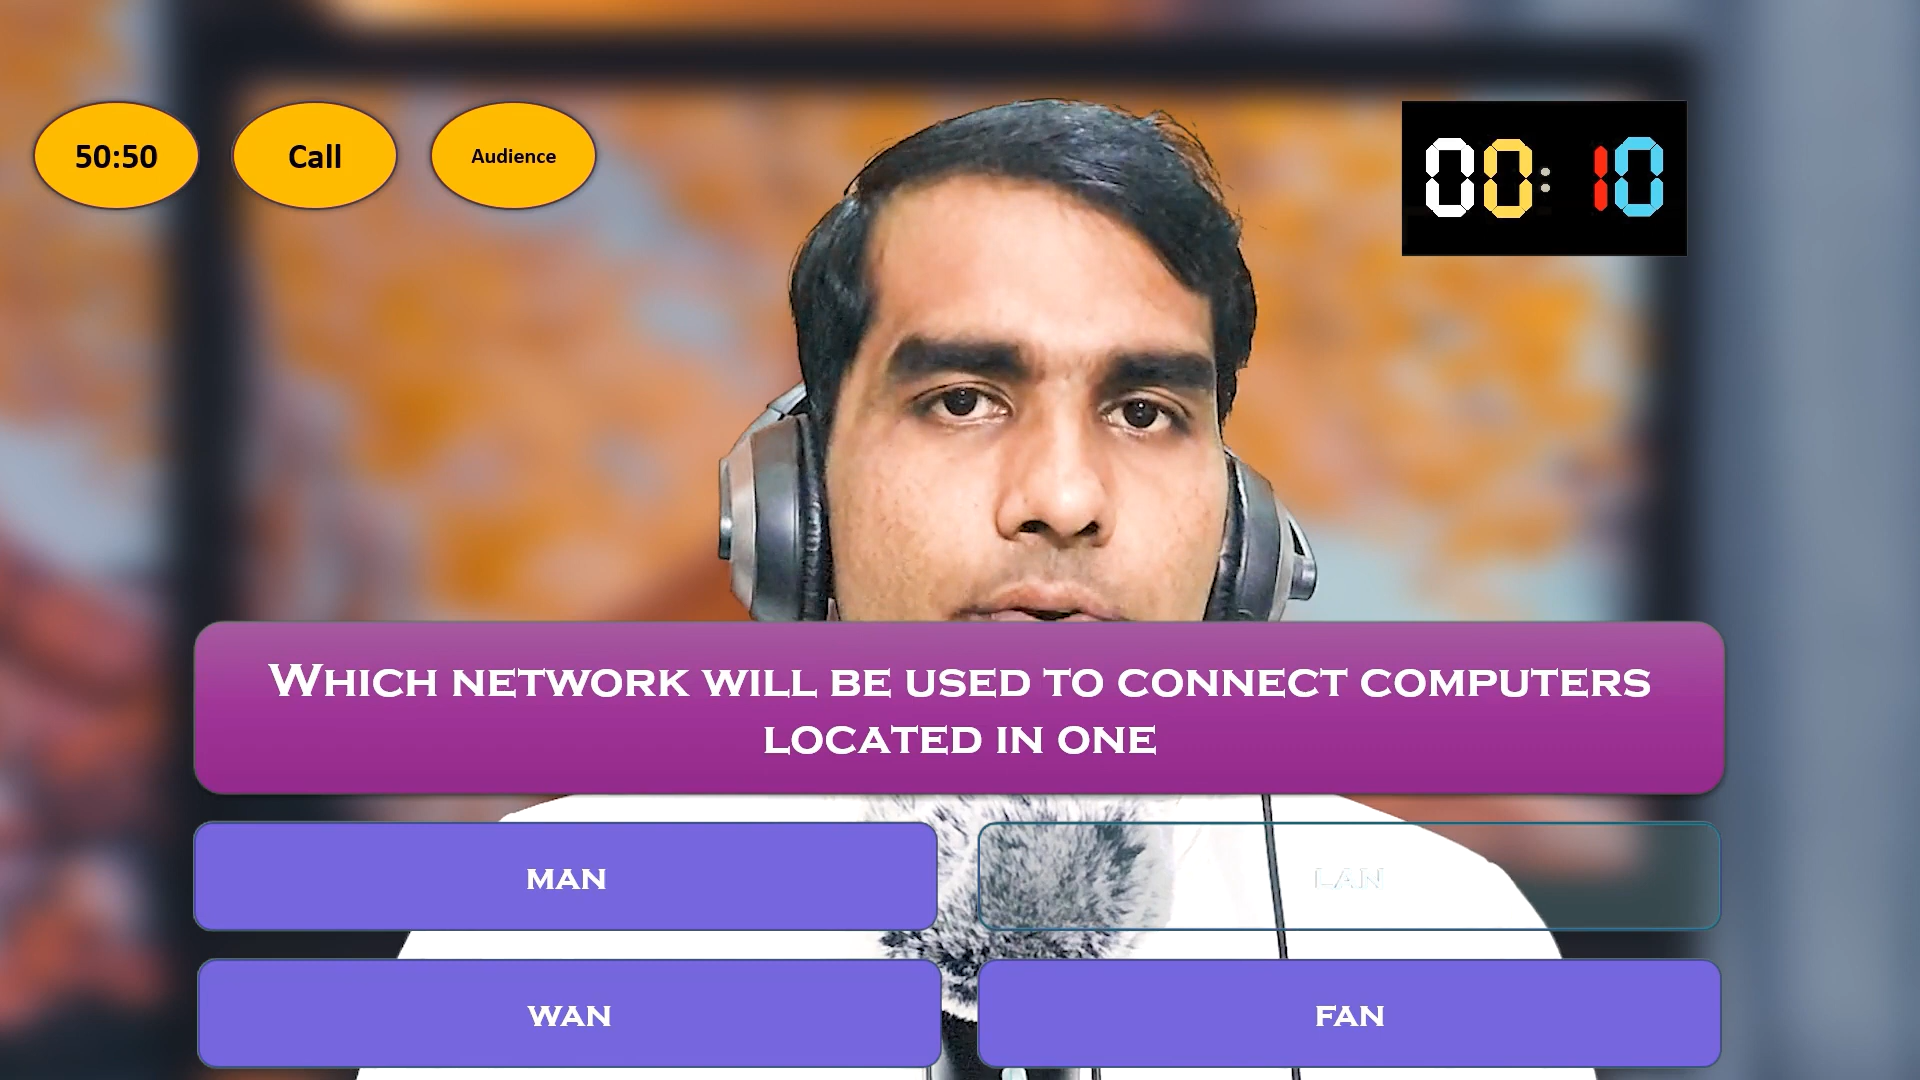 50:50
Call
Audience
00: 10
WHICH NETWORK WILL BE USED TO CONNECT COMPUTERS
LOCATED IN ONE
MAN
LAN
WAN
FAN